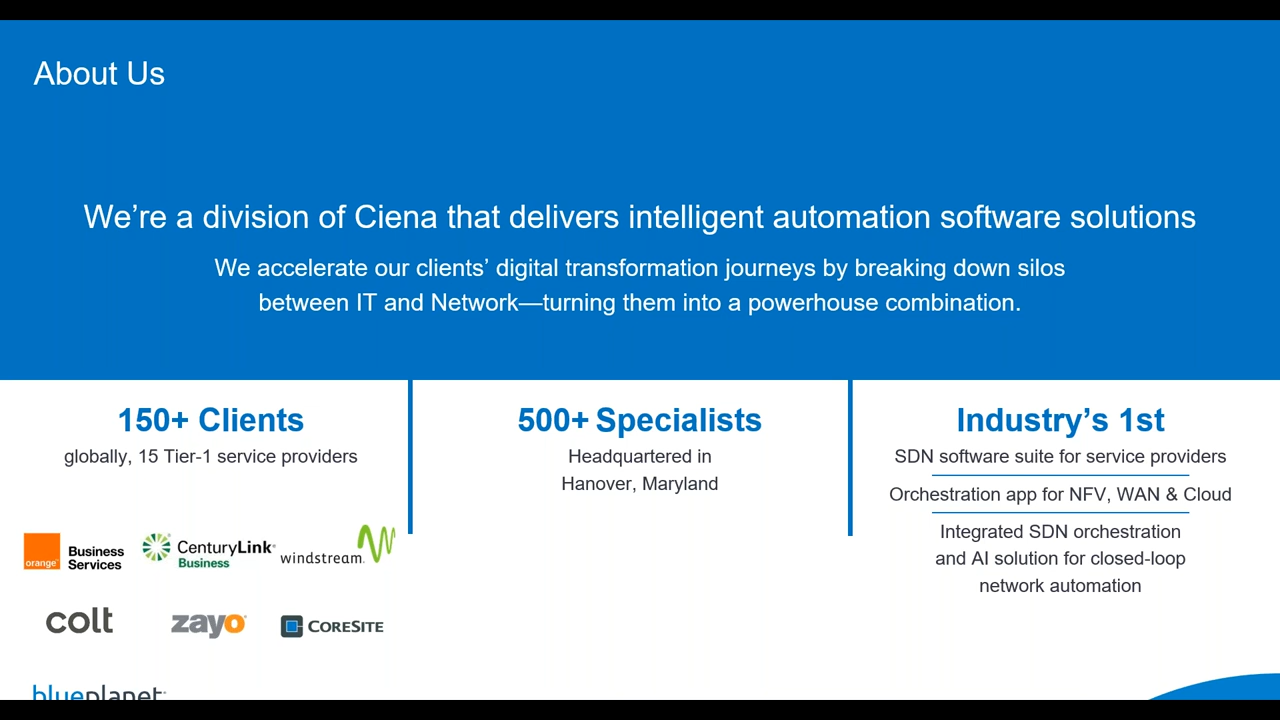 About Us
We’re a division of Ciena that delivers intelligent automation software solutions
We accelerate our clients’ digital transformation journeys by breaking down silos
between IT and Network—turning them into a powerhouse combination.
150+ Clients
globally, 15 Tier-1 service providers
orange
Business
Services
CenturyLink
Business
windstream.
colt
zayo
CORESITE
500+ Specialists
Headquartered in
Hanover, Maryland
Industry’s 1st
SDN software suite for service providers
Orchestration app for NFV, WAN & Cloud
Integrated SDN orchestration
and AI solution for closed-loop
network automation
blueplanet